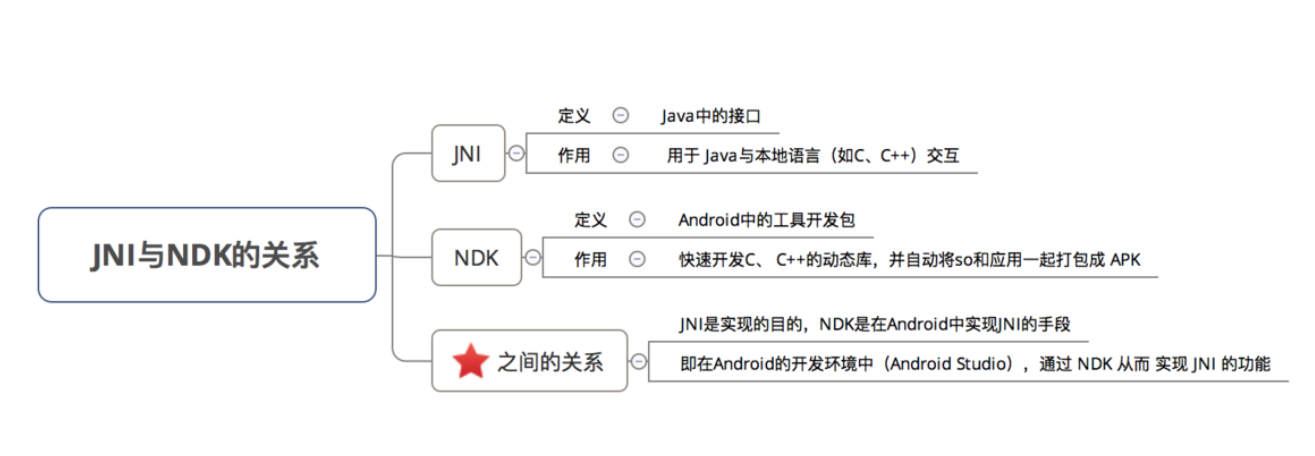 JNI与NDK的关系
JNI
定义
Java中的接口
作用
用于 Java与本地语言（如C、C++）交互
NDK
定义
Android中的工具开发包
作用
快速开发C、 C++的动态库，并自动将so和应用一起打包成 APK
之间的关系
JNI是实现的目的，NDK是在Android中实现JNI的手段
即在Android的开发环境中（Android Studio），通过 NDK 从而 实现 JNI 的功能